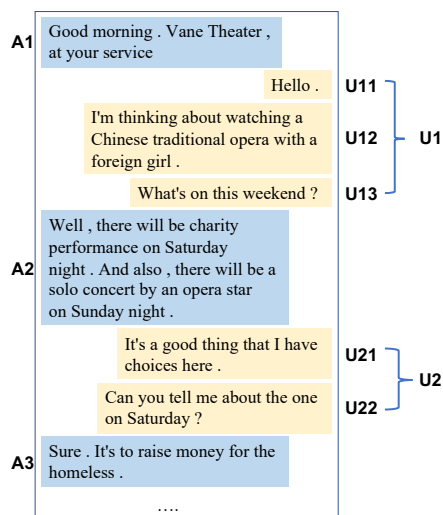 A1
Good morning . Vane Theater ,
at your service
Hello .
U11
I'm thinking about watching a
Chinese traditional opera with a
foreign girl .
U12
U1
What's on this weekend ?
U13
A2
Well , there will be charity
performance on Saturday
night . And also , there will be a
solo concert by an opera star
on Sunday night .
It's a good thing that I have
choices here .
U21
U2
Can you tell me about the one
on Saturday ?
U22
A3
Sure . It's to raise money for the
homeless .
....